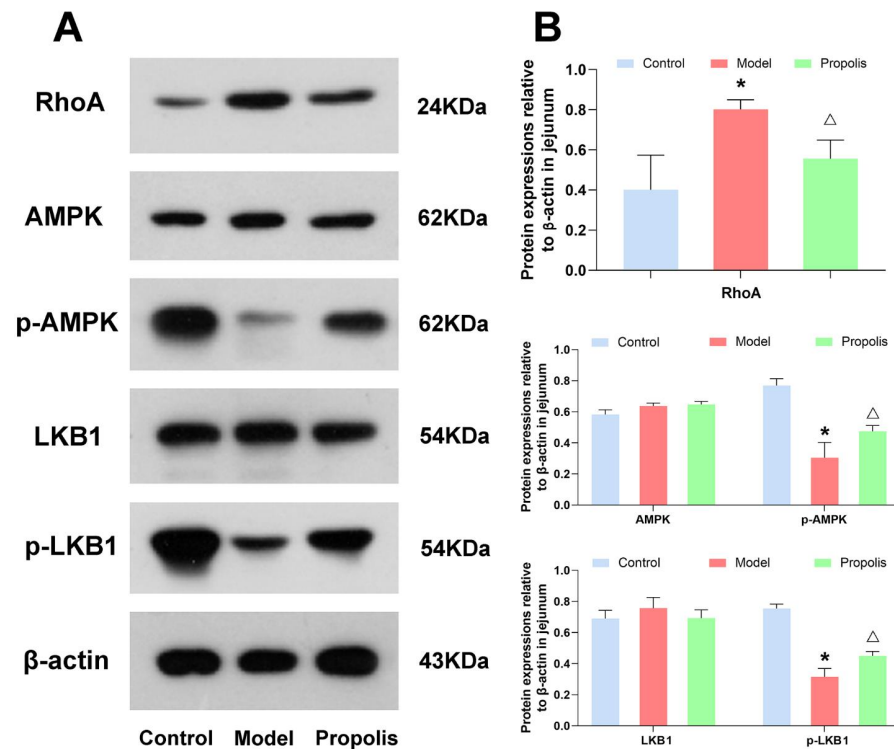 A
RhoA 24KDa
AMPK 62KDa
p-AMPK 62KDa
LKB1 54KDa
p-LKB1 54KDa
β-actin 43KDa
Control Model Propolis
B
Control Model Propolis
Protein expressions relative
to β-actin in jejunum
1.0
0.8
0.6
0.4
0.2
0.0
*
△
RhoA
Control Model Propolis
Protein expressions relative
to β-actin in jejunum
1.0
0.8
0.6
0.4
0.2
0.0
*
△
AMPK p-AMPK
Control Model Propolis
Protein expressions relative
to β-actin in jejunum
1.0
0.8
0.6
0.4
0.2
0.0
*
△
LKB1 p-LKB1